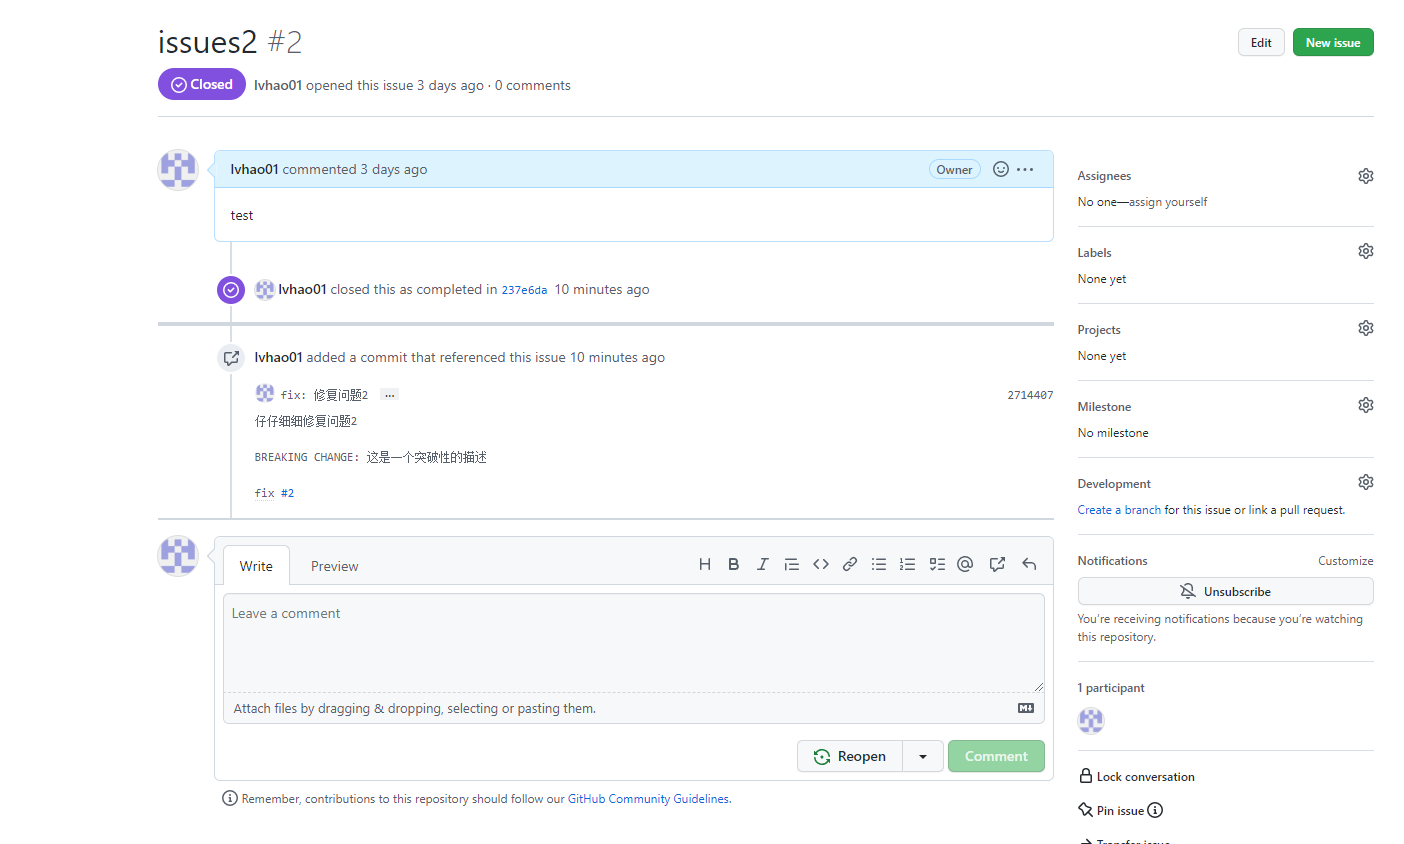 issues2 #2
Edit
New issue
Closed
lvhao01 opened this issue 3 days ago · 0 comments
lvhao01 commented 3 days ago
Owner
test
lvhao01 closed this as completed in 237e6da 10 minutes ago
lvhao01 added a commit that referenced this issue 10 minutes ago
fix: 修复问题2 …
2714407
仔仔细细修复问题2
BREAKING CHANGE: 这是一个突破性的描述
fix #2
Write
Preview
Leave a comment
Attach files by dragging & dropping, selecting or pasting them.
Reopen
Comment
Remember, contributions to this repository should follow our GitHub Community Guidelines.
Assignees
No one—assign yourself
Labels
None yet
Projects
None yet
Milestone
No milestone
Development
Create a branch for this issue or link a pull request.
Notifications
Customize
Unsubscribe
You're receiving notifications because you're watching
this repository.
1 participant
Lock conversation
Pin issue
Transfer issue